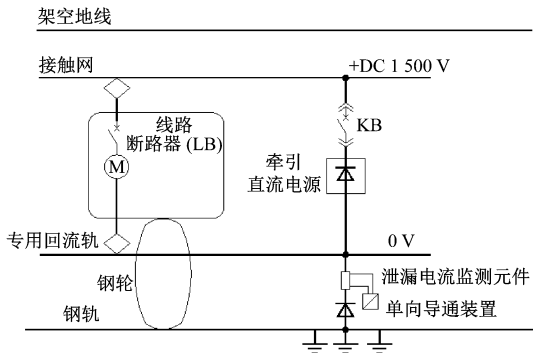 架空地线
接触网
+DC 1 500 V
线路
断路器 (LB)
KB
M
牵引
直流电源
专用回流轨
0 V
钢轮
泄漏电流监测元件
单向导通装置
钢轨